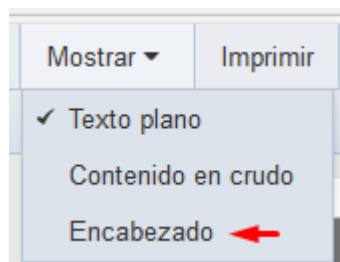 Mostrar Imprimir
Texto plano
Contenido en crudo
Encabezado